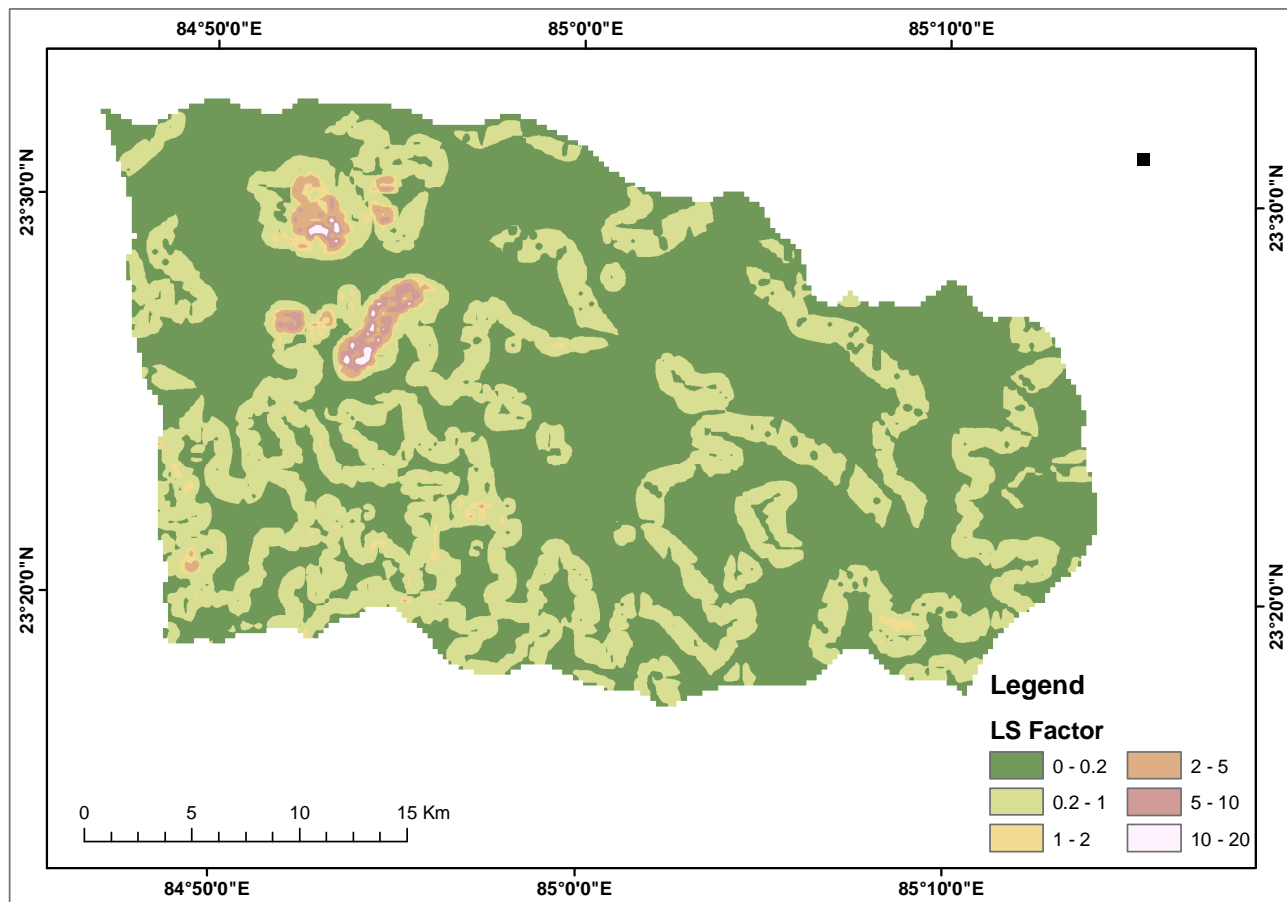 84°50'0"E 85°0'0"E 85°10'0"E
23°30'0"N 23°30'0"N
23°20'0"N 23°20'0"N
Legend
LS Factor
0 - 0.2 2 - 5
0.2 - 1 5 - 10
1 - 2 10 - 20
0 5 10 15 Km
84°50'0"E 85°0'0"E 85°10'0"E